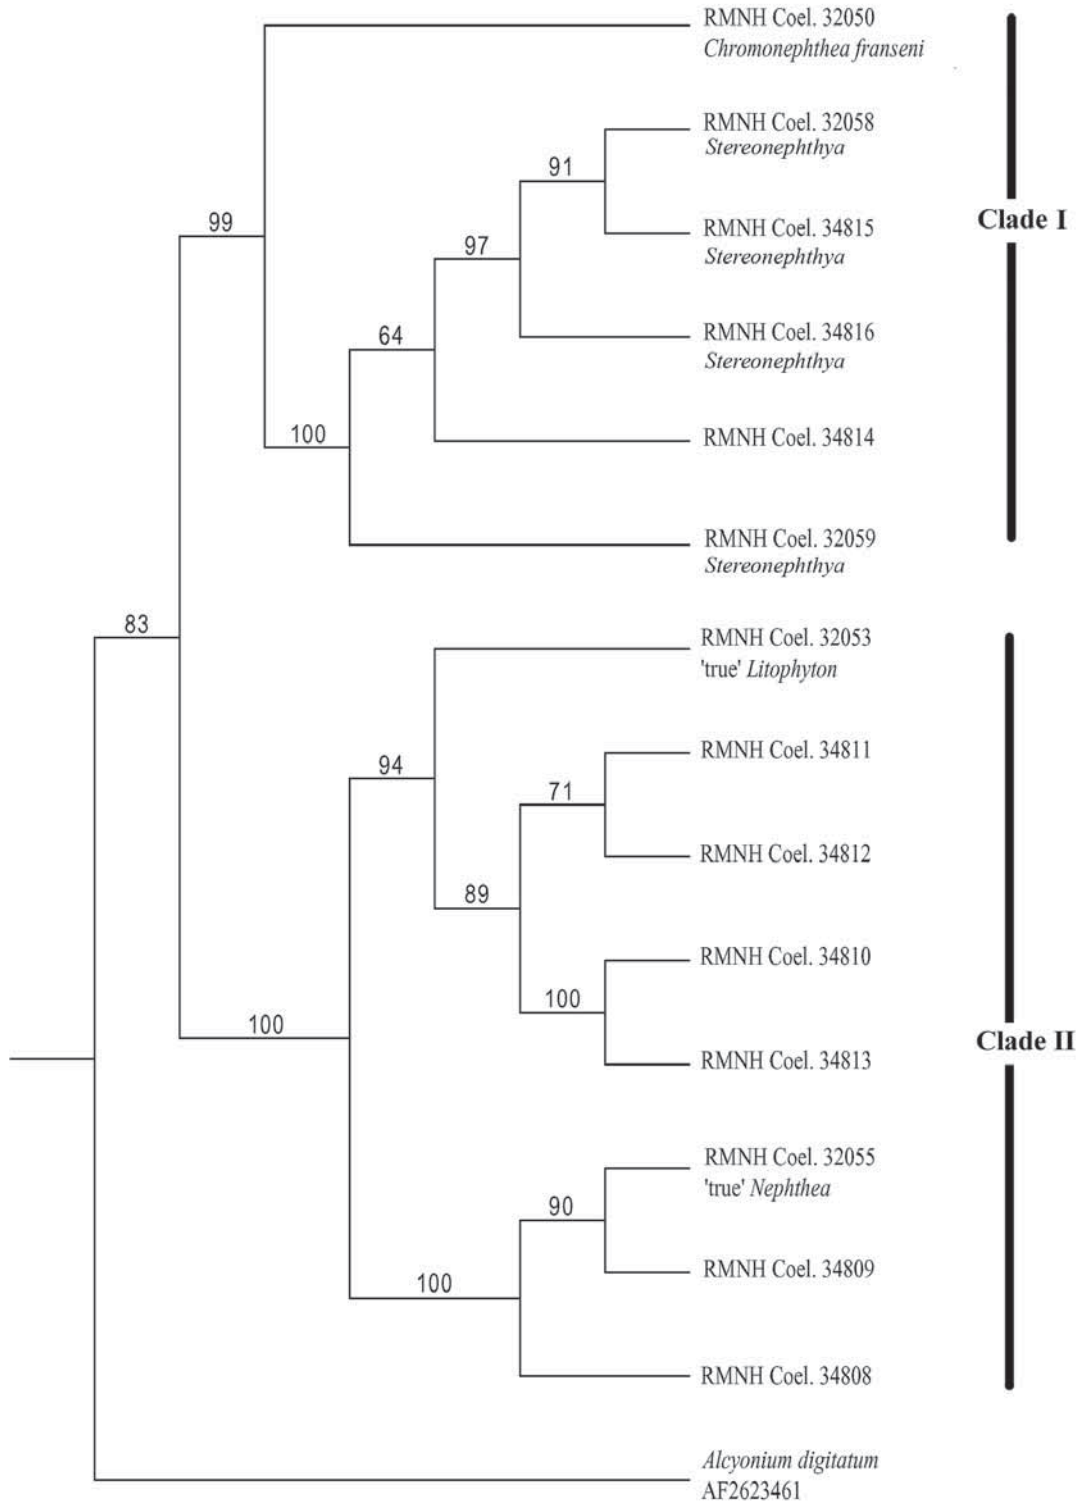 RMNH Coel. 32050
Chromonephthea franseni
RMNH Coel. 32058
Stereonephthya
91
99
RMNH Coel. 34815
Stereonephthya
Clade I
97
RMNH Coel. 34816
Stereonephthya
64
100
RMNH Coel. 34814
RMNH Coel. 32059
Stereonephthya
83
RMNH Coel. 32053
'true' Litophyton
94
RMNH Coel. 34811
71
RMNH Coel. 34812
89
RMNH Coel. 34810
100
100
Clade II
RMNH Coel. 34813
RMNH Coel. 32055
'true' Nephthea
90
RMNH Coel. 34809
100
RMNH Coel. 34808
Alcyonium digitatum
AF2623461